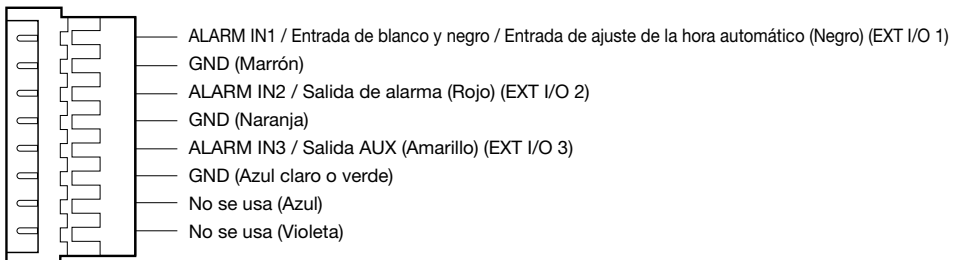 ALARM IN1 / Entrada de blanco y negro / Entrada de ajuste de la hora automático (Negro) (EXT I/O 1)
GND (Marrón)
ALARM IN2 / Salida de alarma (Rojo) (EXT I/O 2)
GND (Naranja)
ALARM IN3 / Salida AUX (Amarillo) (EXT I/O 3)
GND (Azul claro o verde)
No se usa (Azul)
No se usa (Violeta)